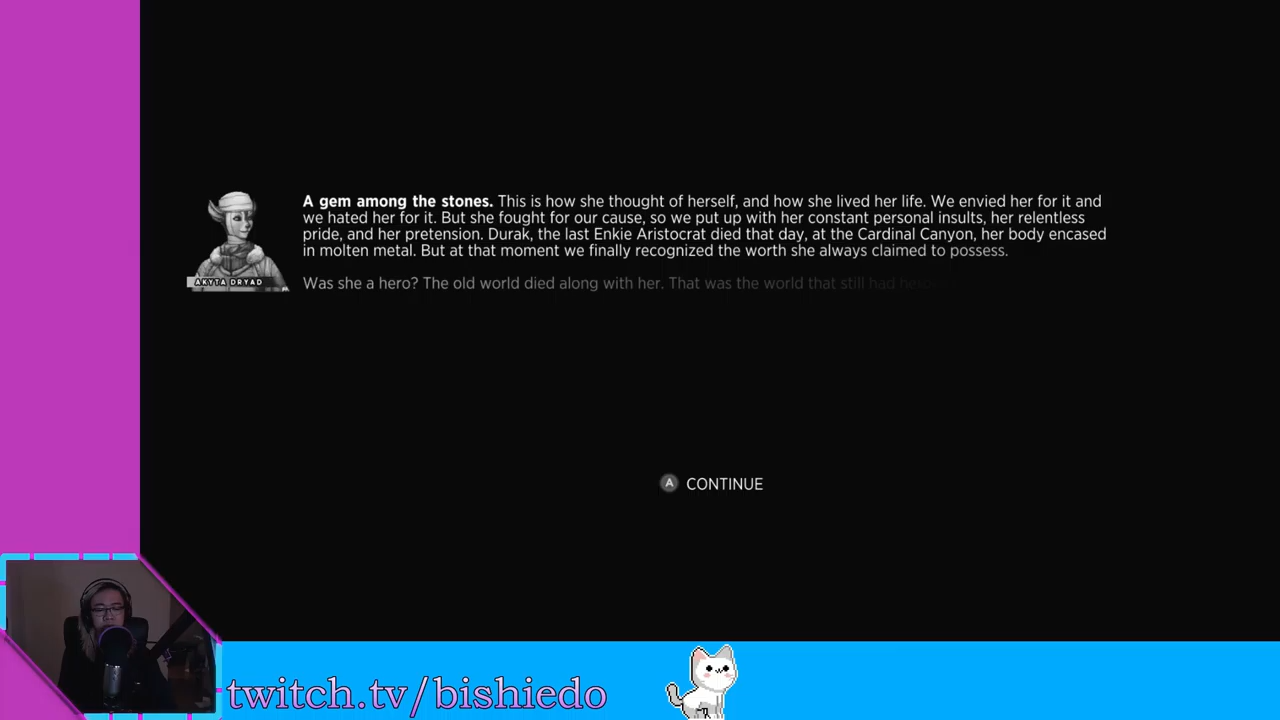 A gem among the stones. This is how she thought of herself, and how she lived her life. We envied her for it and
we hated her for it. But she fought for our cause, so we put up with her constant personal insults, her relentless
pride, and her pretension. Durak, the last Enkie Aristocrat died that day, at the Cardinal Canyon, her body encased
in molten metal. But at that moment we finally recognized the worth she always claimed to possess.
AKYTA DRYAD
Was she a hero? The old world died along with her. That was the world that still had
A CONTINUE
twitch.tv/bishiedo